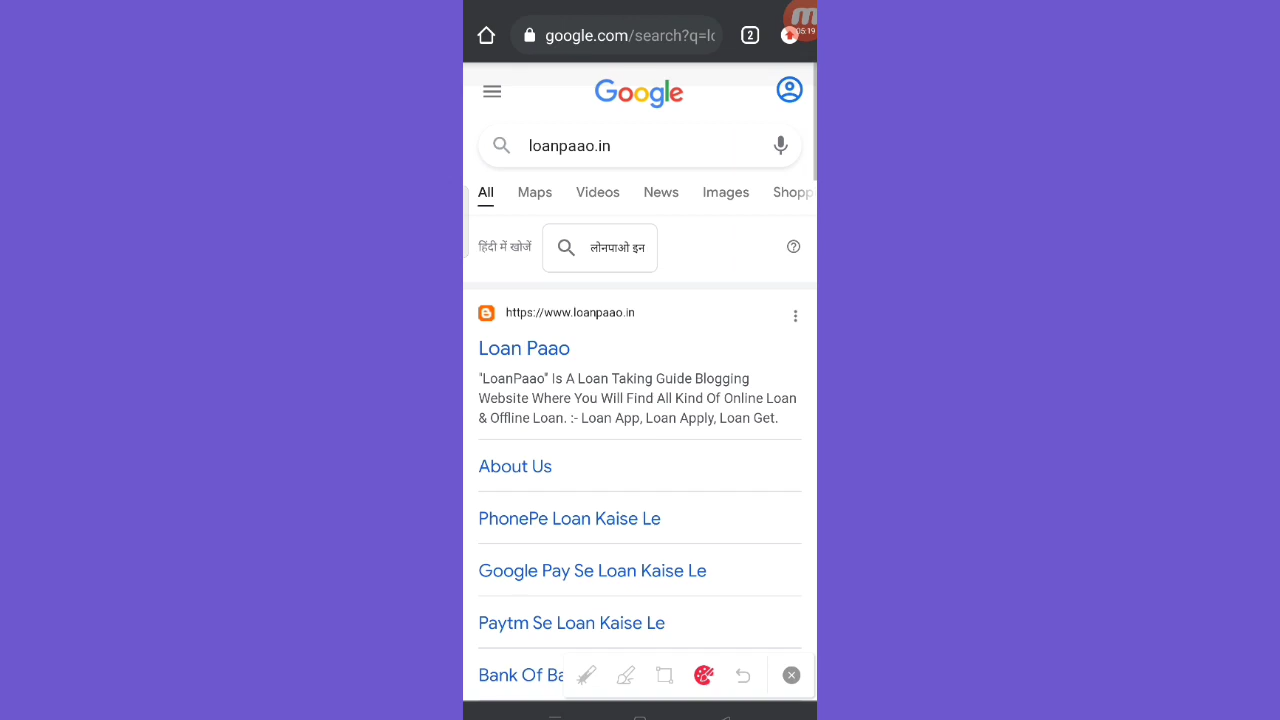 google.com/search?q=lo
2
05:19
Google
loanpaao.in
All Maps Videos News Images Shopp
हिंदी में खोजें
लोनपाओ इन
https://www.loanpaao.in
Loan Paao
"LoanPaao" Is A Loan Taking Guide Blogging
Website Where You Will Find All Kind Of Online Loan
& Offline Loan. :- Loan App, Loan Apply, Loan Get.
About Us
PhonePe Loan Kaise Le
Google Pay Se Loan Kaise Le
Paytm Se Loan Kaise Le
Bank Of Ba